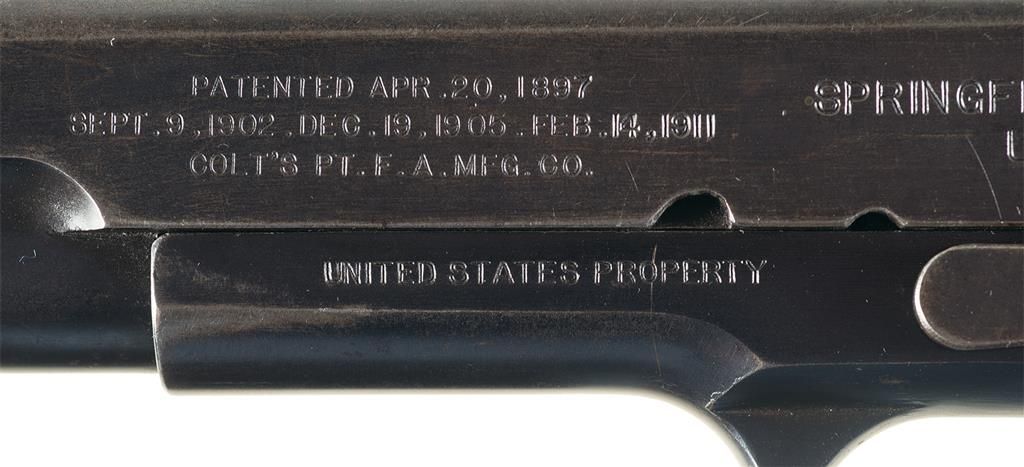 PATENTED APR.20,1897
SEPT.9,1902.DEC.19,1905.FEB.14,1911
COLT'S PT.F.A.MFG.CO.
UNITED STATES PROPERTY